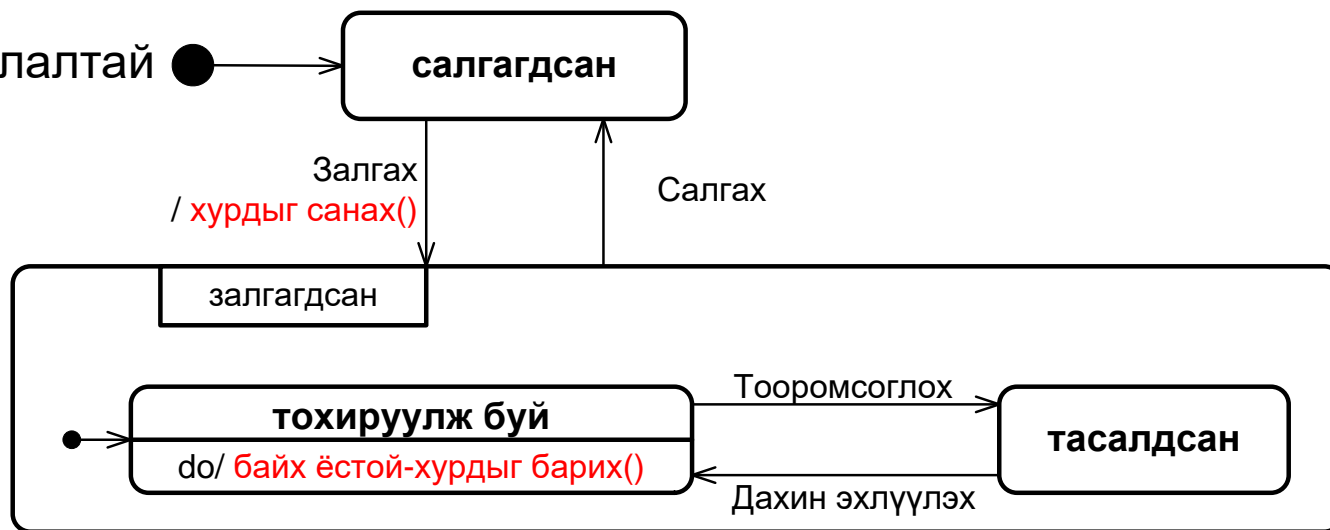 лалтай
салгагдсан
Залгах
/ хурдыг санах()
Салгах
залгагдсан
тохируулж буй
do/ байх ёстой-хурдыг барих()
Тооромсоглох
тасалдсан
Дахин эхлүүлэх